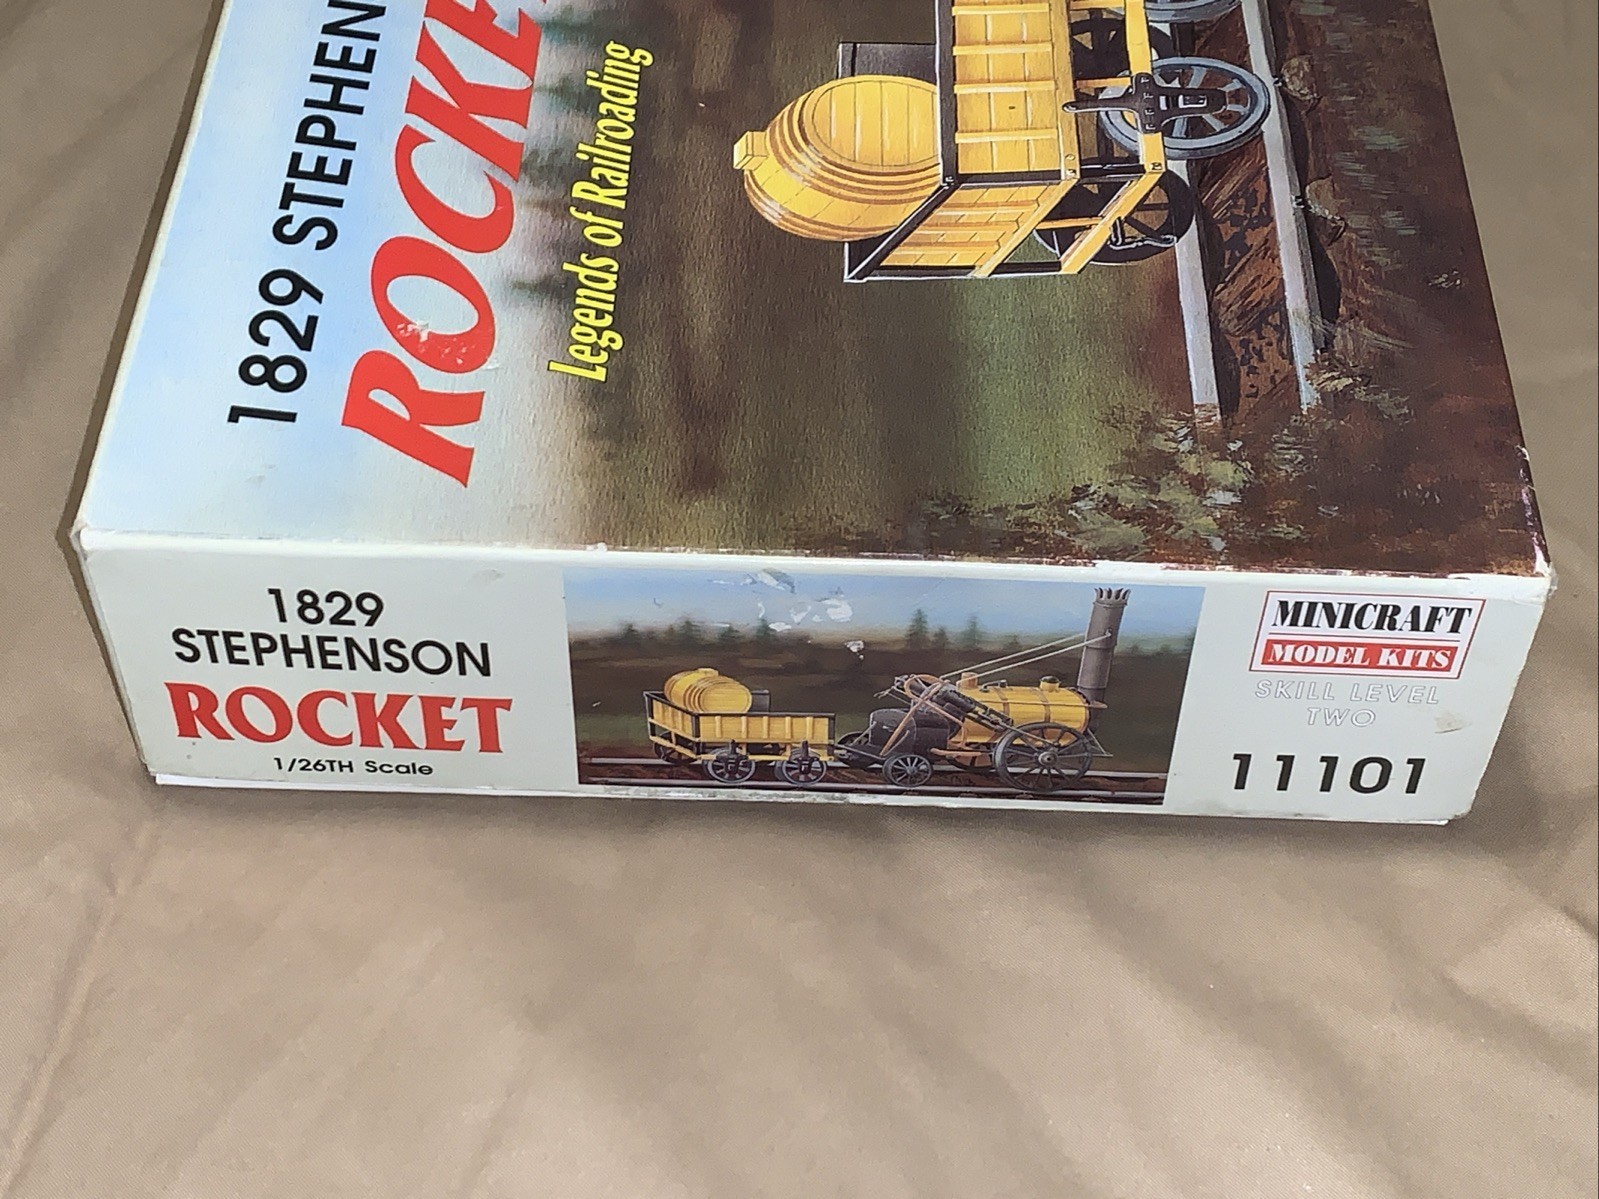 1829 STEPHEN
ROCKE
Legends of Railroading
1829
STEPHENSON
ROCKET
1/26TH Scale
MINICRAFT
MODEL KITS
SKILL LEVEL
TWO
11101